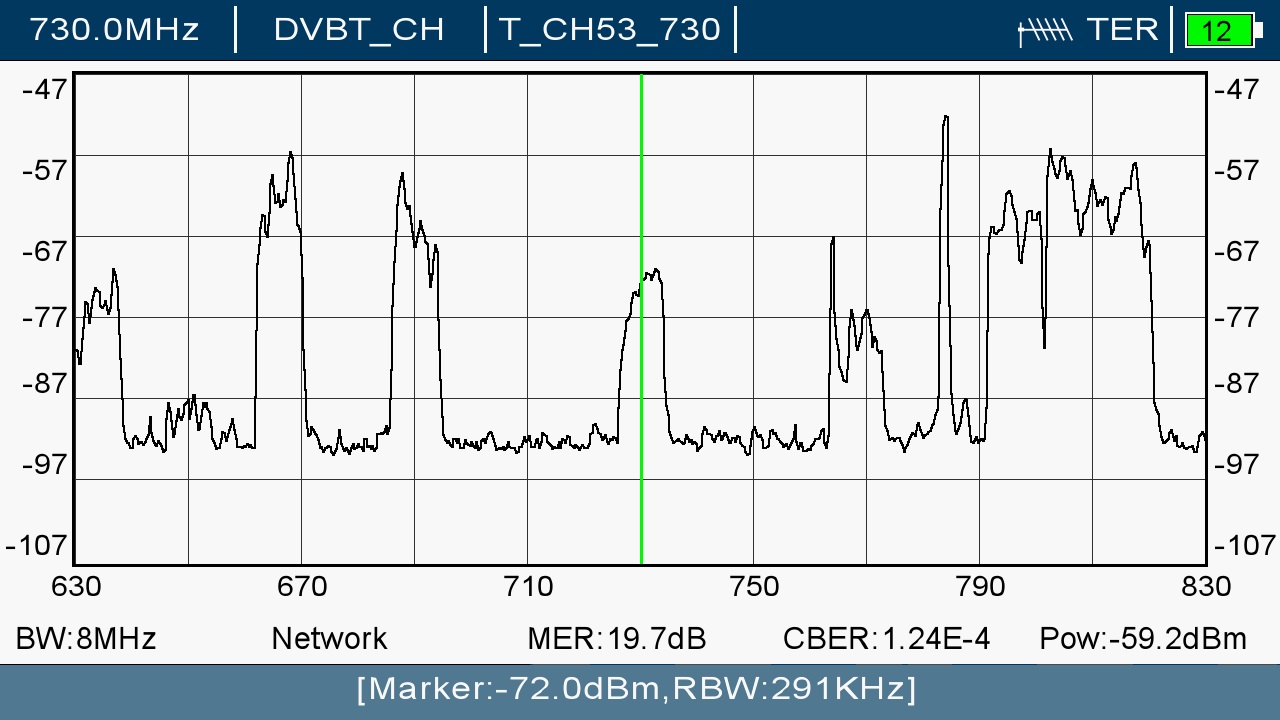 730.0MHz DVBT_CH T_CH53_730 TER 12
-47 -47
-57 -57
-67 -67
-77 -77
-87 -87
-97 -97
-107 -107
630 670 710 750 790 830
BW:8MHz Network MER:19.7dB CBER:1.24E-4 Pow:-59.2dBm
[Marker:-72.0dBm,RBW:291KHz]